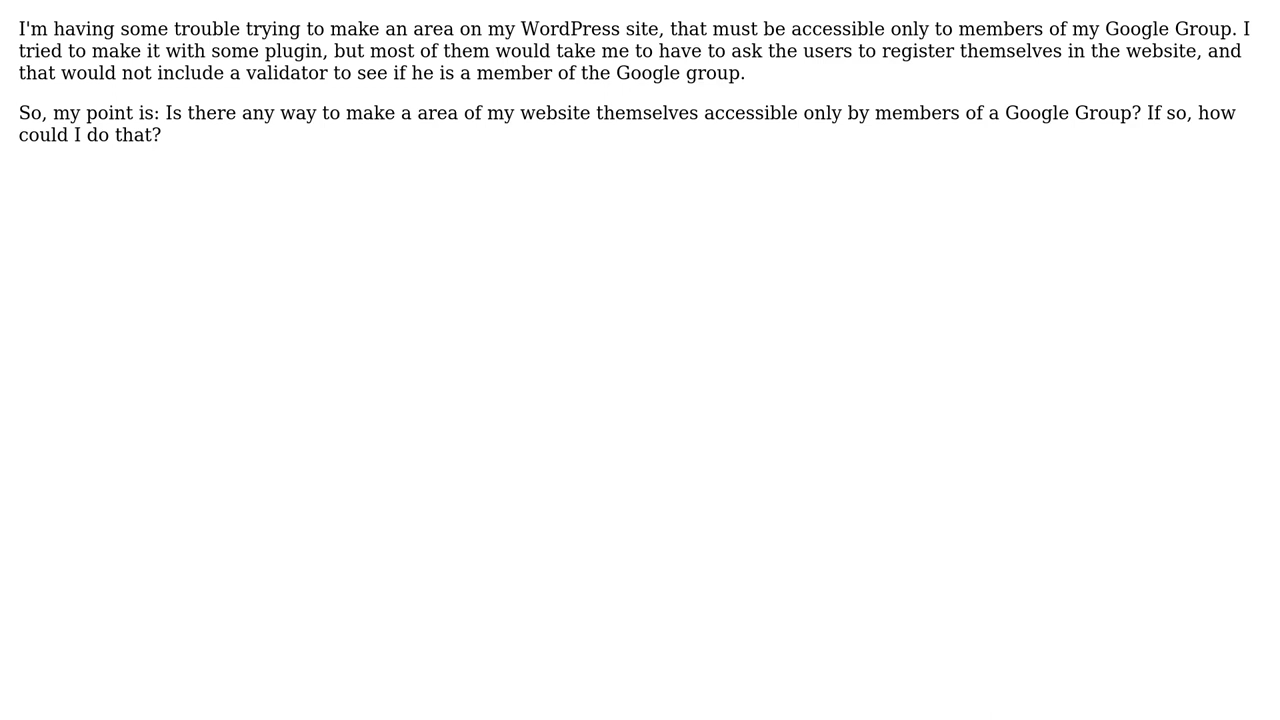 I'm having some trouble trying to make an area on my WordPress site, that must be accessible only to members of my Google Group. I
tried to make it with some plugin, but most of them would take me to have to ask the users to register themselves in the website, and
that would not include a validator to see if he is a member of the Google group.
So, my point is: Is there any way to make a area of my website themselves accessible only by members of a Google Group? If so, how
could I do that?